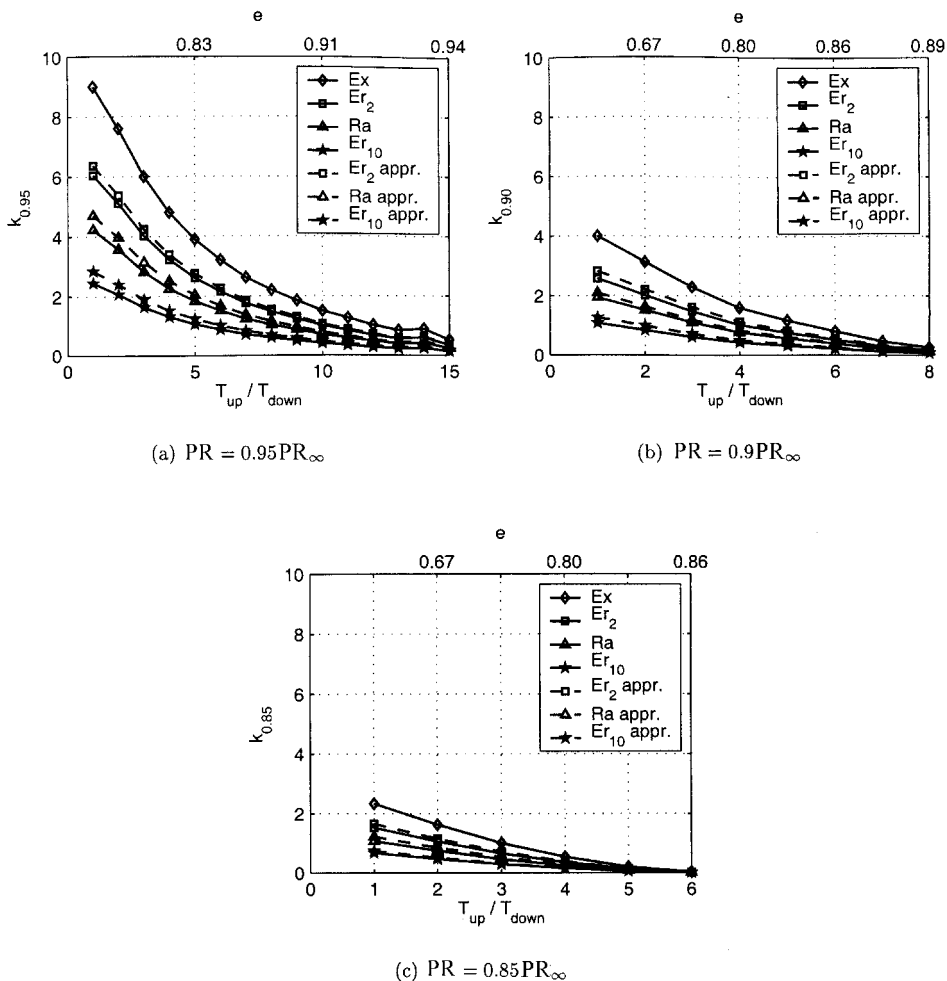 e
0.83 0.91 0.94
10
8
6
4
2
0
k0.95
Ex
Er2
Ra
Er10
Er2 appr.
Ra appr.
Er10 appr.
0 5 10 15
Tup / Tdown
(a) PR = 0.95PR∞
e
0.67 0.80 0.86 0.89
10
8
6
4
2
0
k0.90
Ex
Er2
Ra
Er10
Er2 appr.
Ra appr.
Er10 appr.
0 2 4 6 8
Tup / Tdown
(b) PR = 0.9PR∞
e
0.67 0.80 0.86
10
8
6
4
2
0
k0.85
Ex
Er2
Ra
Er10
Er2 appr.
Ra appr.
Er10 appr.
0 1 2 3 4 5 6
Tup / Tdown
(c) PR = 0.85PR∞